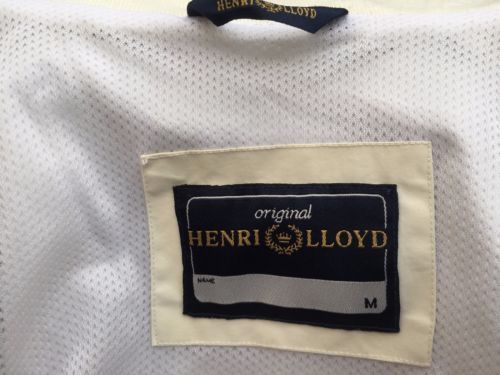 HENRI LLOYD
original
HENRI LLOYD
NAME
M